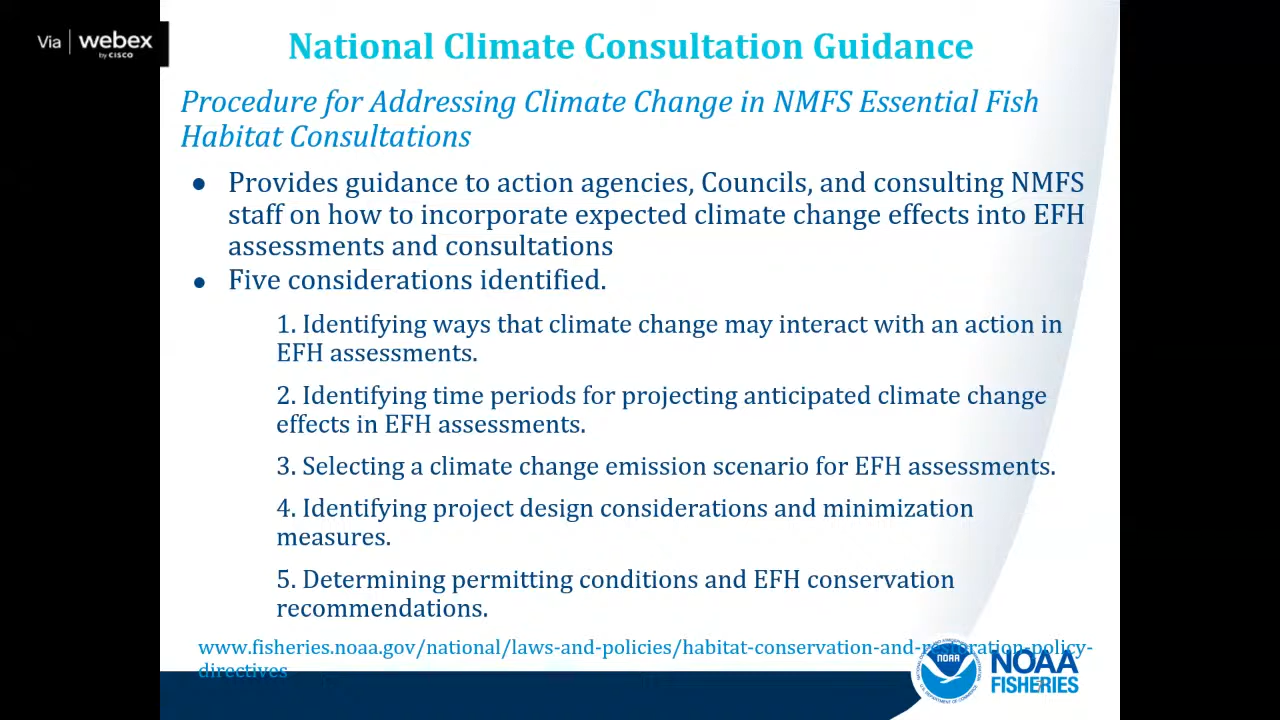 Via webex
by CISCO
National Climate Consultation Guidance
Procedure for Addressing Climate Change in NMFS Essential Fish
Habitat Consultations
● Provides guidance to action agencies, Councils, and consulting NMFS
staff on how to incorporate expected climate change effects into EFH
assessments and consultations
● Five considerations identified.
1. Identifying ways that climate change may interact with an action in
EFH assessments.
2. Identifying time periods for projecting anticipated climate change
effects in EFH assessments.
3. Selecting a climate change emission scenario for EFH assessments.
4. Identifying project design considerations and minimization
measures.
5. Determining permitting conditions and EFH conservation
recommendations.
www.fisheries.noaa.gov/national/laws-and-policies/habitat-conservation-and-restoration-policy-
directives
NOAA
NOAA
FISHERIES